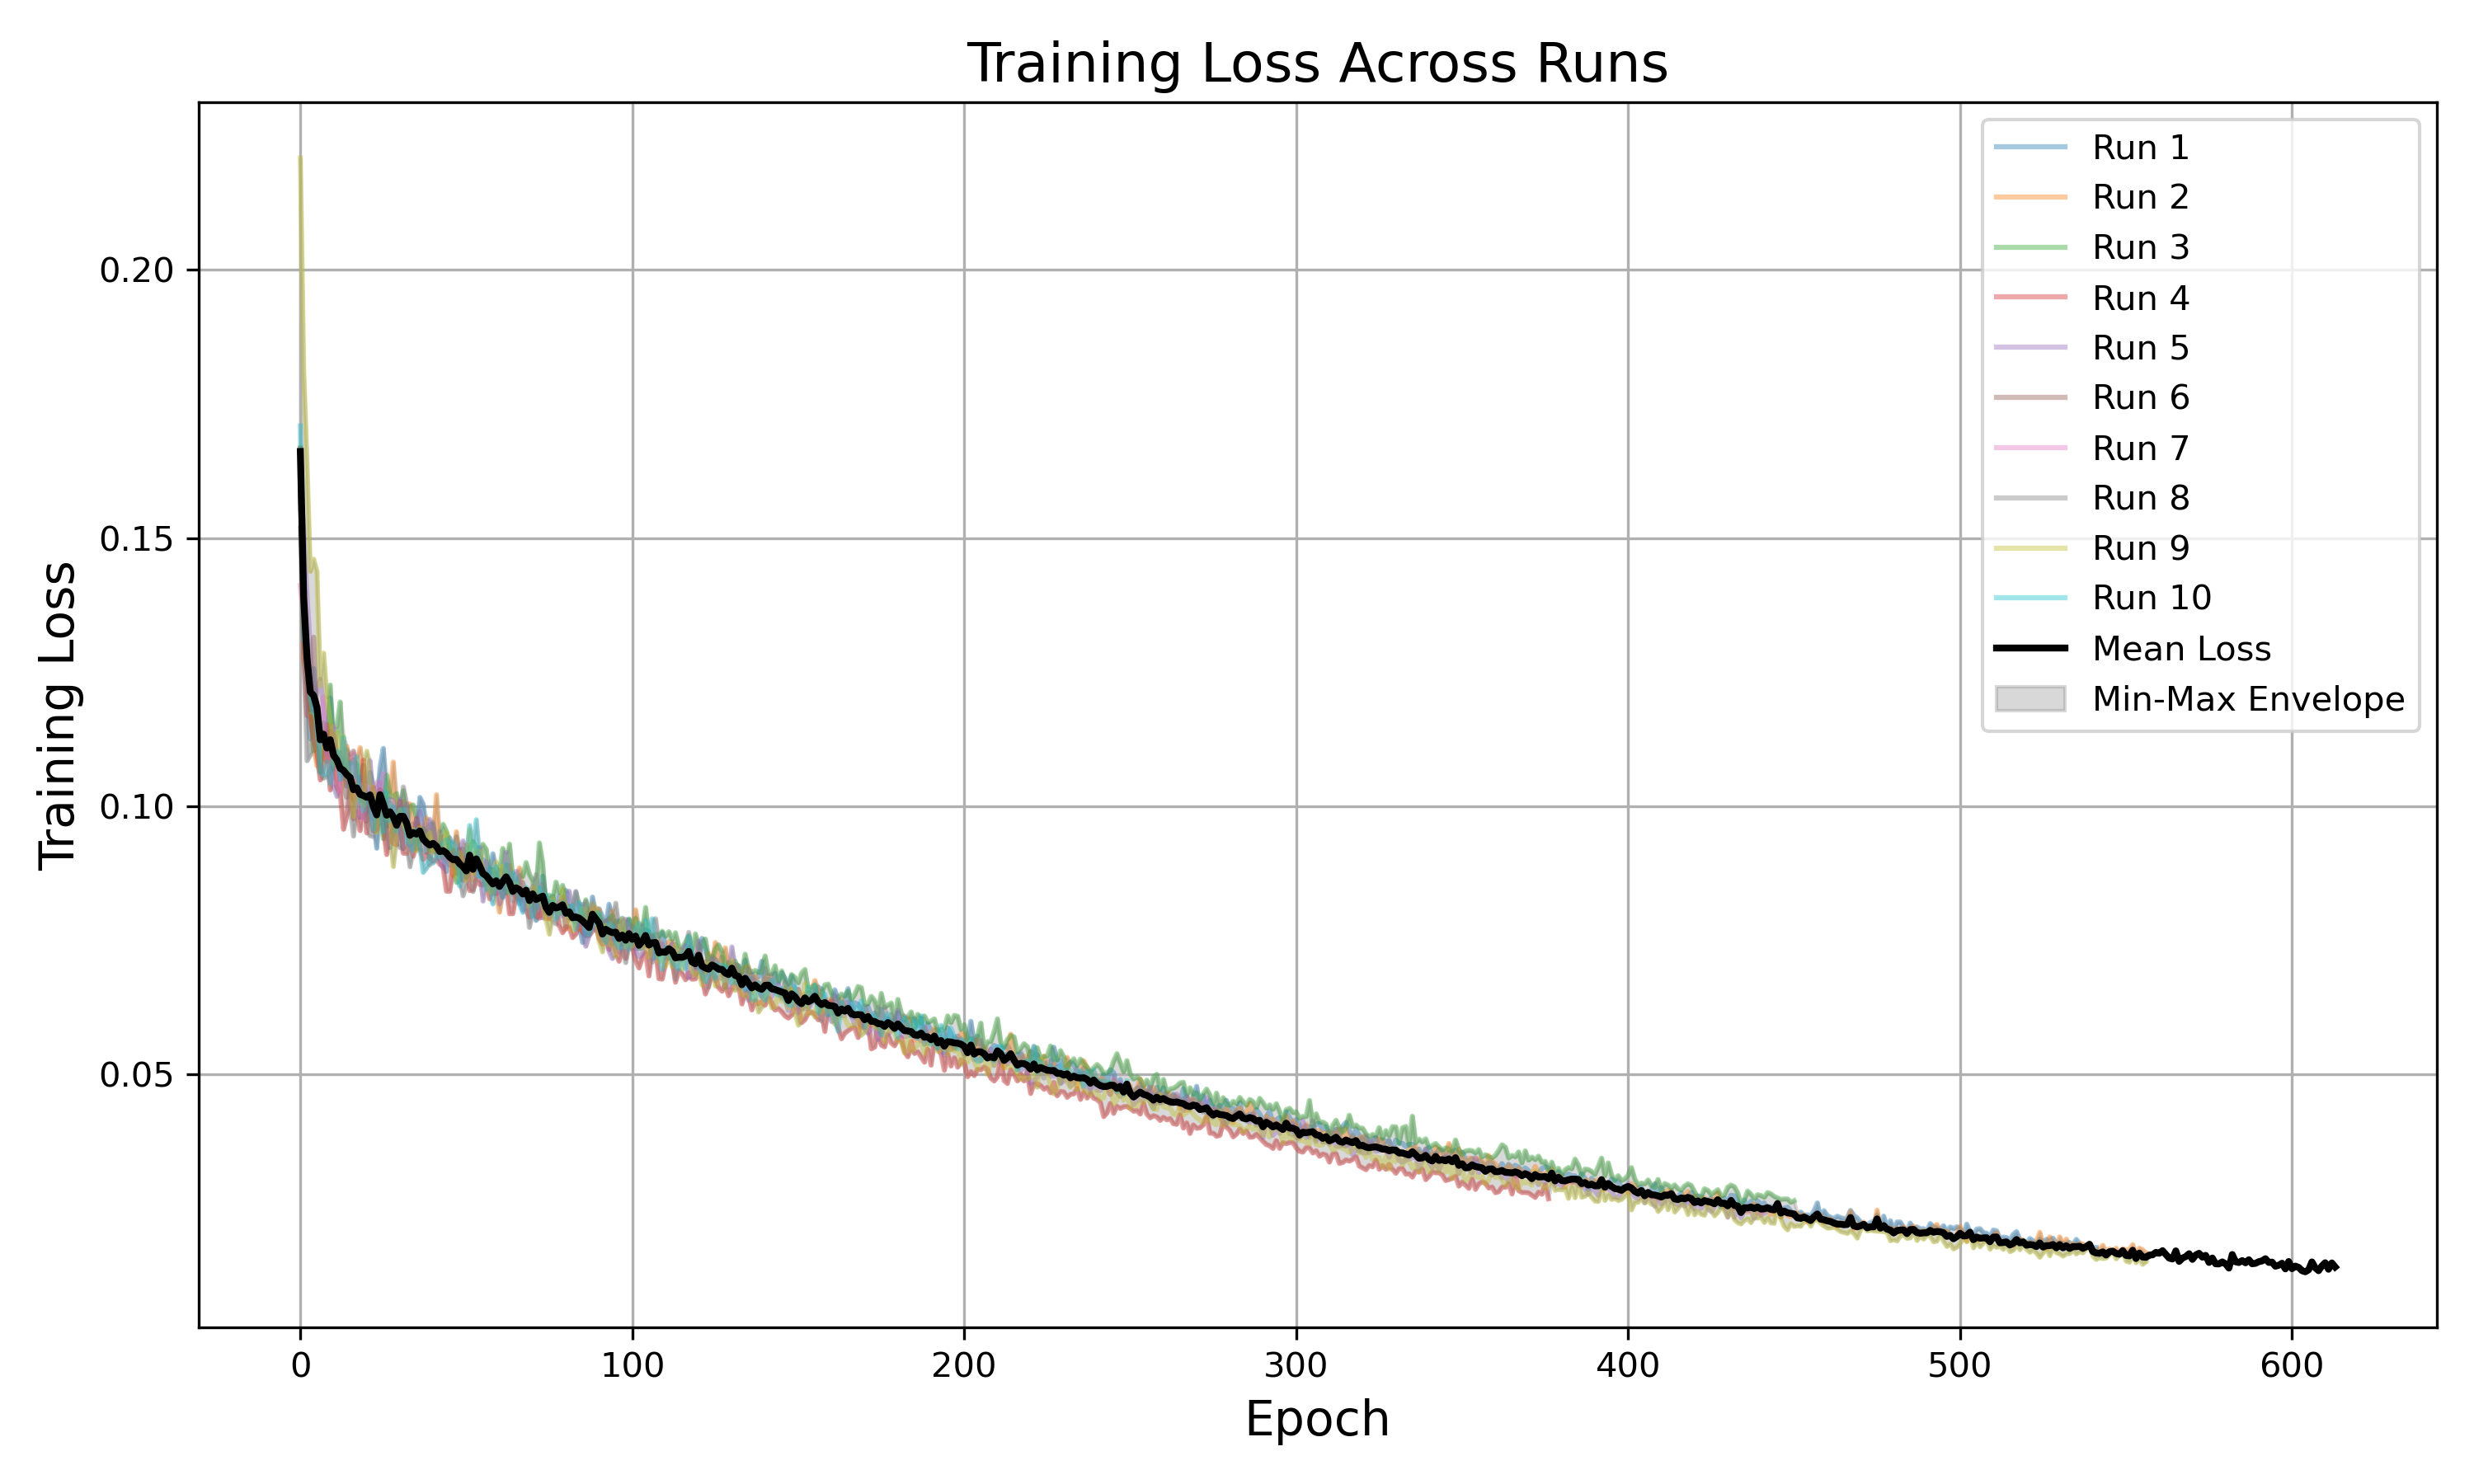 Training Loss Across Runs
Run 1
Run 2
Run 3
Run 4
Run 5
Run 6
Run 7
Run 8
Run 9
Run 10
Mean Loss
Min-Max Envelope
Training Loss
0.20
0.15
0.10
0.05
0 100 200 300 400 500 600
Epoch